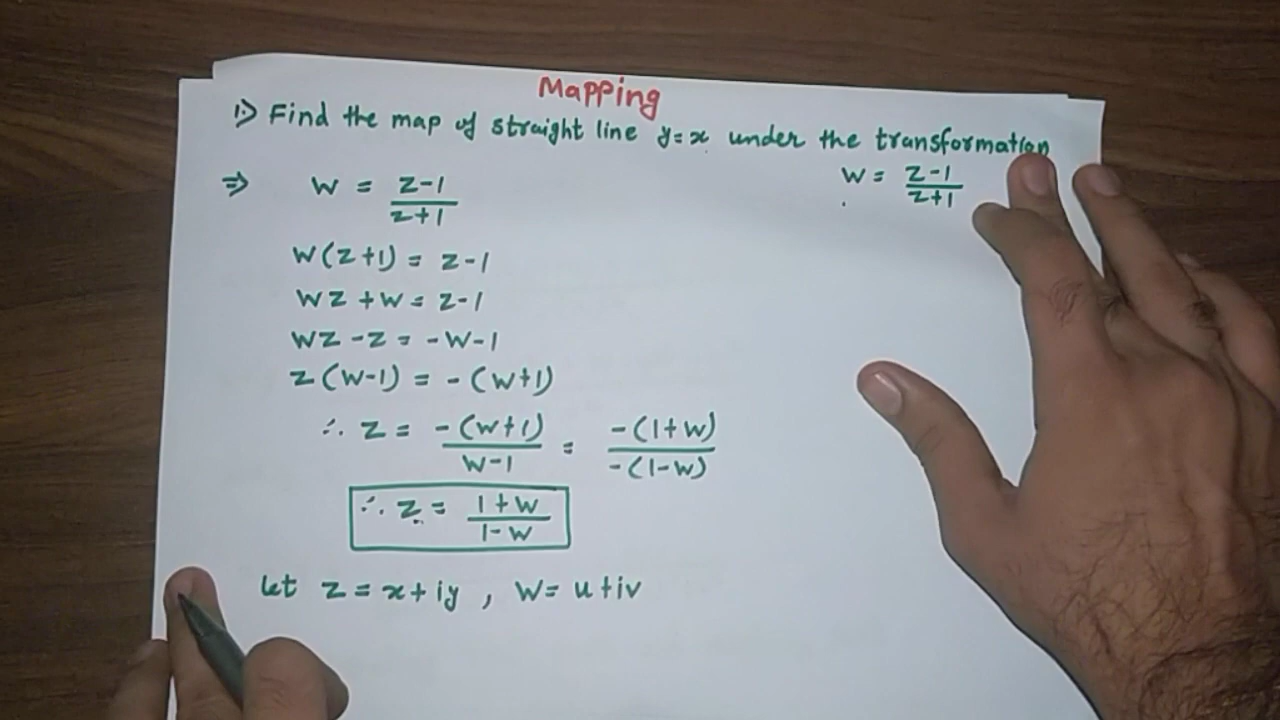 Mapping
1.) Find the map of straight line y=x under the transformation
w = z-1/z+1
⇒ w = z-1/z+1
w(z+1) = z-1
wz + w = z-1
wz - z = -w-1
z(w-1) = -(w+1)
∴ z = -(w+1)/w-1 = -(1+w)/-(1-w)
∴ z = 1+w/1-w
let z = x+iy , w = u+iv